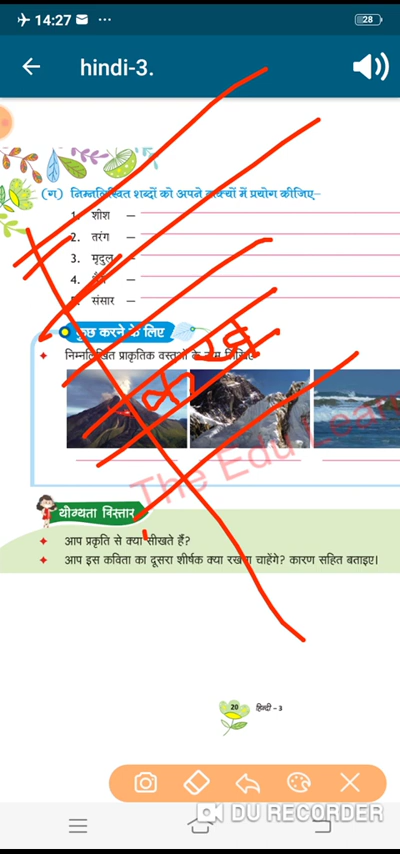 14:27
28
hindi-3.
(ग) निम्नलिखित शब्दों को अपने वाक्यों में प्रयोग कीजिए-
1. शीश –
2. तरंग –
3. मृदुल –
4. –
संसार –
कुछ करने के लिए
निम्नलिखित प्राकृतिक वस्तुओं के नाम लिखिए-
The Edu Lear
योग्यता विस्तार
आप प्रकृति से क्या सीखते हैं?
आप इस कविता का दूसरा शीर्षक क्या रखना चाहेंगे? कारण सहित बताइए।
20 हिन्दी - 3
DU RECORDER